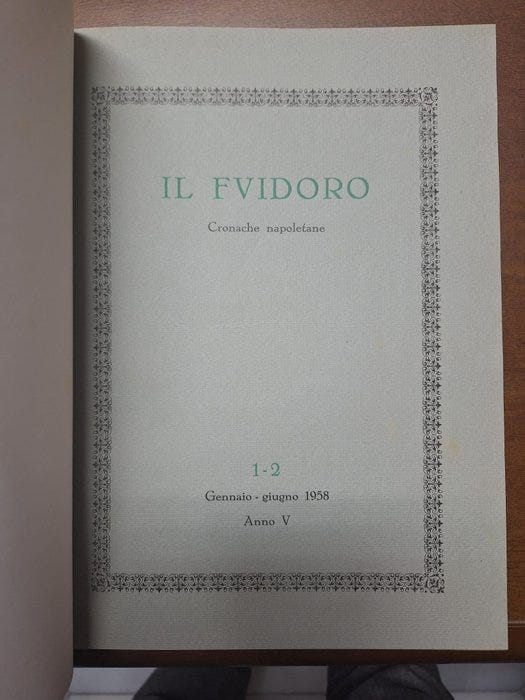 IL FVIDORO
Cronache napoletane
1-2
Gennaio - giugno 1958
Anno V